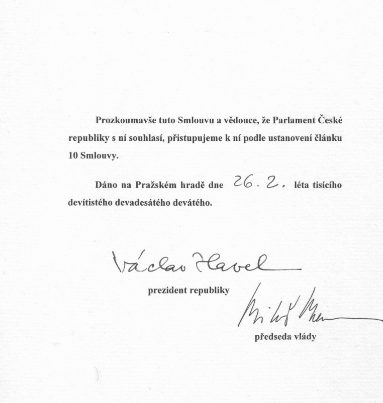 Prozkoumavše tuto Smlouvu a vědouce, že Parlament České
republiky s ní souhlasí, přistupujeme k ní podle ustanovení článku
10 Smlouvy.
Dáno na Pražském hradě dne 26. 2. léta tisícího
devítistého devadesátého devátého.
Václav Havel
prezident republiky
Miloš
předseda vlády